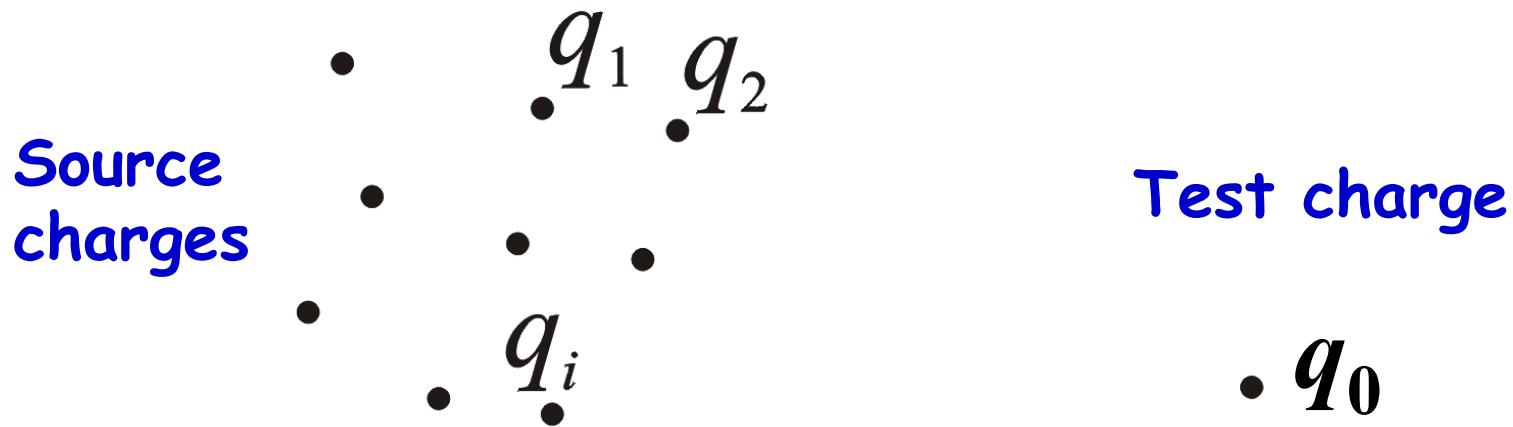 q₁
q₂
Source
charges
Test charge
qᵢ
q₀